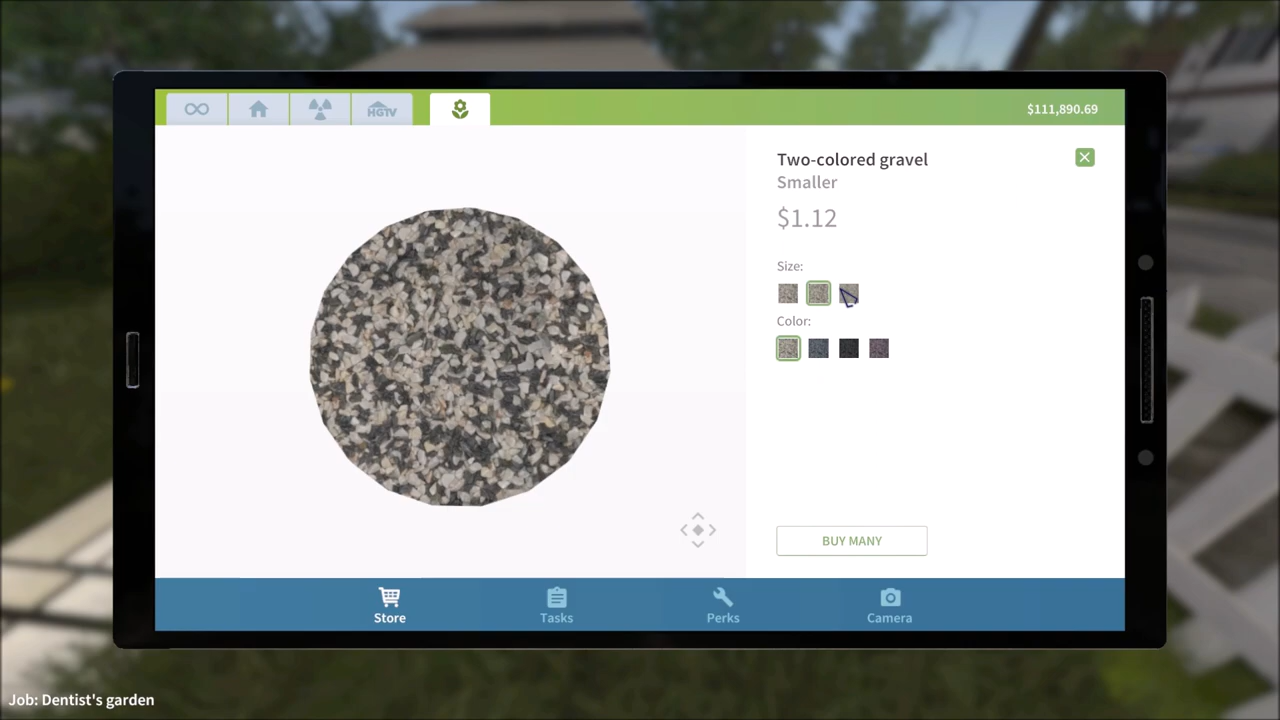 HGTV
$111,890.69
Two-colored gravel
Smaller
$1.12
Size:
Color:
BUY MANY
Store
Tasks
Perks
Camera
Job: Dentist's garden